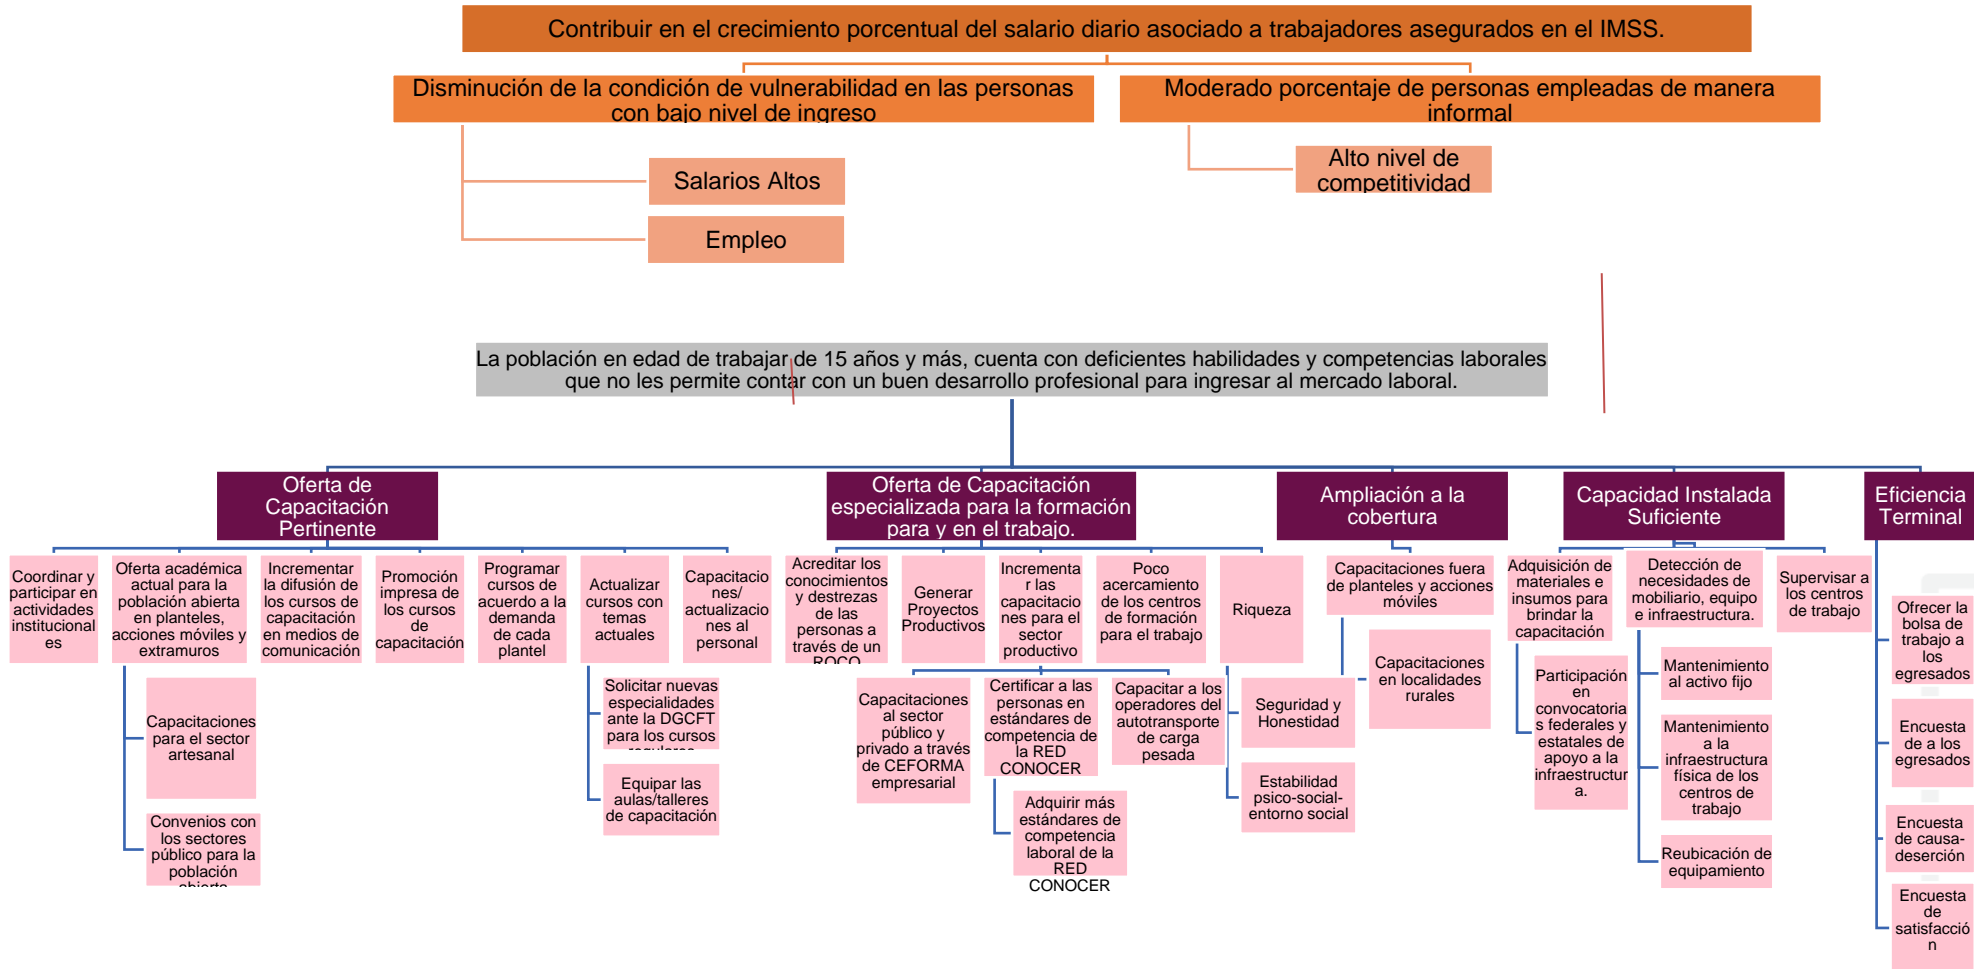 Contribuir en el crecimiento porcentual del salario diario asociado a trabajadores asegurados en el IMSS.
Disminución de la condición de vulnerabilidad en las personas
con bajo nivel de ingreso
Moderado porcentaje de personas empleadas de manera
informal
Salarios Altos
Empleo
Alto nivel de
competitividad
La población en edad de trabajar de 15 años y más, cuenta con deficientes habilidades y competencias laborales
que no les permite contar con un buen desarrollo profesional para ingresar al mercado laboral.
Oferta de
Capacitación
Pertinente
Oferta de Capacitación
especializada para la formación
para y en el trabajo.
Ampliación a la
cobertura
Capacidad Instalada
Suficiente
Eficiencia
Terminal
Coordinar y
participar en
actividades
institucional
es
Oferta académica
actual para la
población abierta
en planteles,
acciones móviles y
extramuros
Incrementar
la difusión de
los cursos de
capacitación
en medios de
comunicación
Promoción
impresa de
los cursos
de
capacitación
Programar
cursos de
acuerdo a la
demanda
de cada
plantel
Actualizar
cursos con
temas
actuales
Capacitacio
nes/
actualizacio
nes al
personal
Capacitaciones
para el sector
artesanal
Convenios con
los sectores
público para la
población
abierta
Solicitar nuevas
especialidades
ante la DGCFT
para los cursos
regulares
Equipar las
aulas/talleres
de capacitación
Acreditar los
conocimientos
y destrezas
de las
personas a
través de un
ROCO
Generar
Proyectos
Productivos
Incrementa
r las
capacitacio
nes para el
sector
productivo
Poco
acercamiento
de los centros
de formación
para el trabajo
Riqueza
Capacitaciones
al sector
público y
privado a través
de CEFORMA
empresarial
Certificar a las
personas en
estándares de
competencia de
la RED
CONOCER
Capacitar a los
operadores del
autotransporte
de carga
pesada
Adquirir más
estándares de
competencia
laboral de la
RED
CONOCER
Seguridad y
Honestidad
Estabilidad
psico-social-
entorno social
Capacitaciones fuera
de planteles y acciones
móviles
Capacitaciones
en localidades
rurales
Adquisición de
materiales e
insumos para
brindar la
capacitación
Detección de
necesidades de
mobiliario, equipo
e infraestructura.
Supervisar a
los centros
de trabajo
Participación
en
convocatoria
s federales y
estatales de
apoyo a la
infraestructur
a.
Mantenimiento
al activo fijo
Mantenimiento
a la
infraestructura
física de los
centros de
trabajo
Reubicación de
equipamiento
Ofrecer la
bolsa de
trabajo a
los
egresados
Encuesta
de a los
egresados
Encuesta
de causa-
deserción
Encuesta
de
satisfacció
n